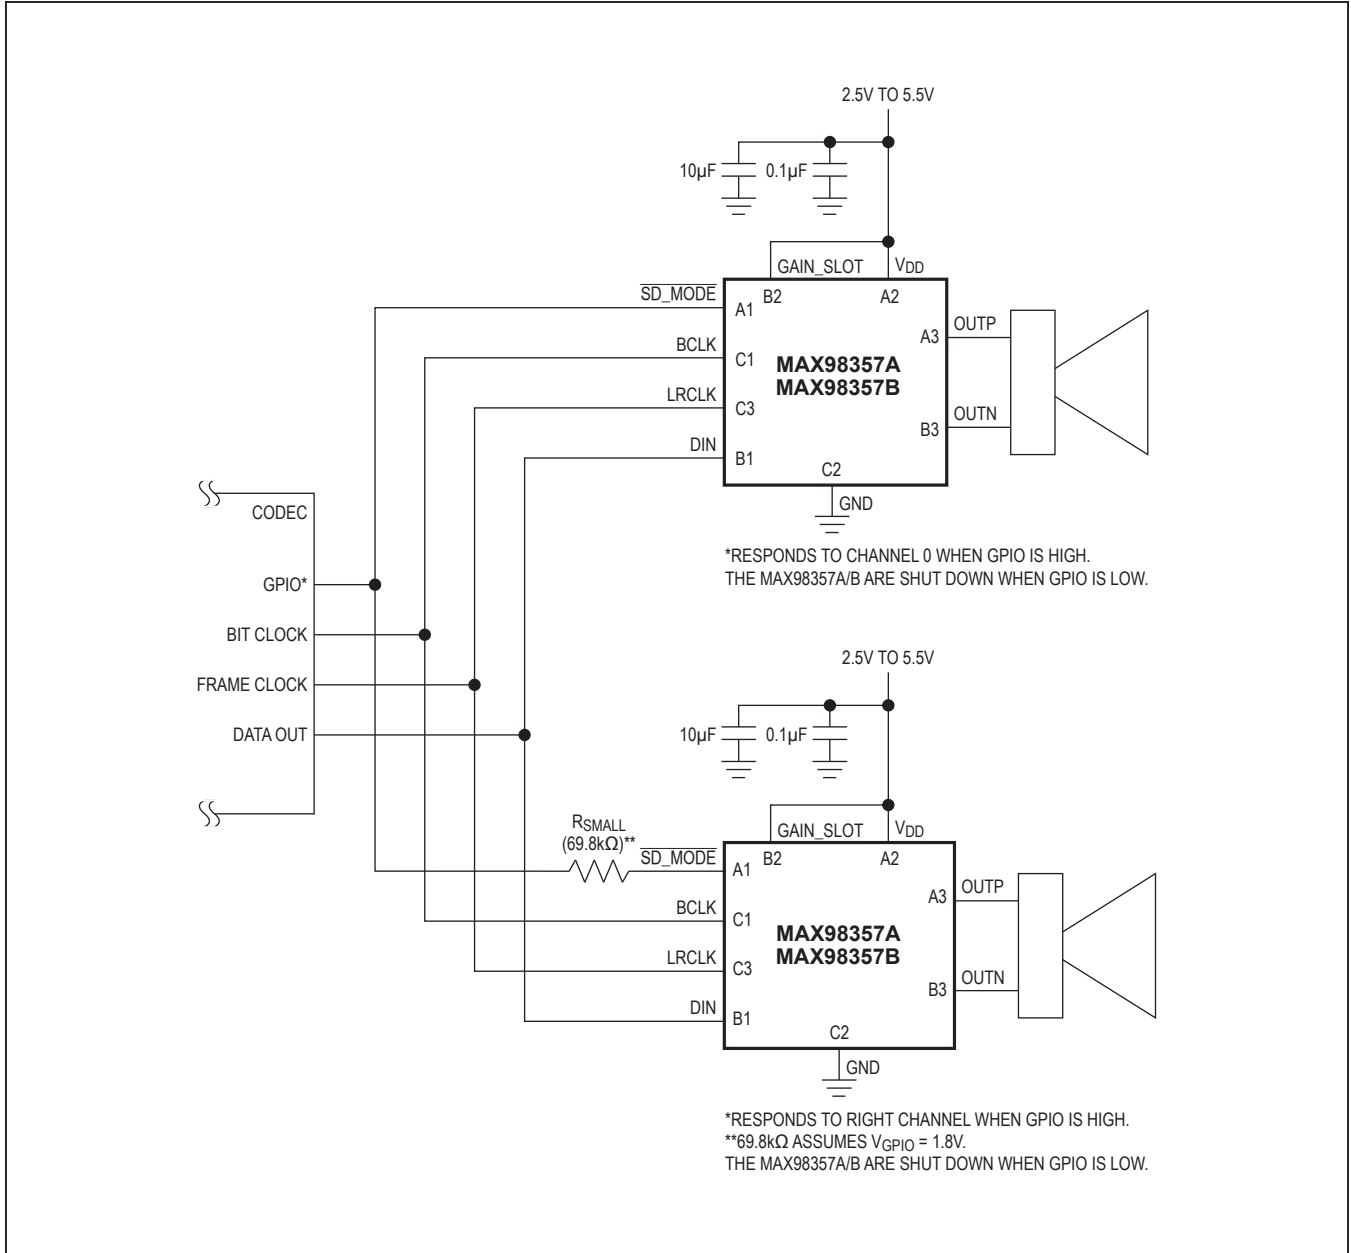 2.5V TO 5.5V
10µF
0.1µF
GAIN_SLOT
VDD
SD_MODE
A1
B2
A2
BCLK
C1
LRCLK
C3
DIN
B1
MAX98357A
MAX98357B
A3
OUTP
B3
OUTN
C2
GND
*RESPONDS TO CHANNEL 0 WHEN GPIO IS HIGH.
THE MAX98357A/B ARE SHUT DOWN WHEN GPIO IS LOW.
CODEC
GPIO*
BIT CLOCK
FRAME CLOCK
DATA OUT
2.5V TO 5.5V
10µF
0.1µF
GAIN_SLOT
VDD
RSMALL
(69.8kΩ)**
SD_MODE
A1
B2
A2
BCLK
C1
LRCLK
C3
DIN
B1
MAX98357A
MAX98357B
A3
OUTP
B3
OUTN
C2
GND
*RESPONDS TO RIGHT CHANNEL WHEN GPIO IS HIGH.
**69.8kΩ ASSUMES VGPIO = 1.8V.
THE MAX98357A/B ARE SHUT DOWN WHEN GPIO IS LOW.